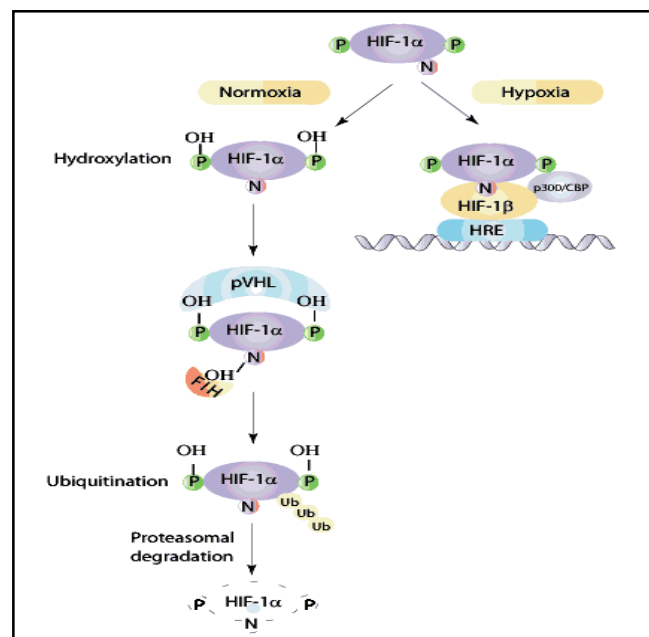 P HIF-1α P
N
Normoxia
Hypoxia
OH OH
Hydroxylation
P HIF-1α P
N
P HIF-1α P
N
p300/CBP
HIF-1β
HRE
pVHL
OH OH
P HIF-1α P
N
OH
FIH
OH OH
Ubiquitination
P HIF-1α P
N
Ub
Ub
Ub
Proteasomal
degradation
P HIF-1α P
N